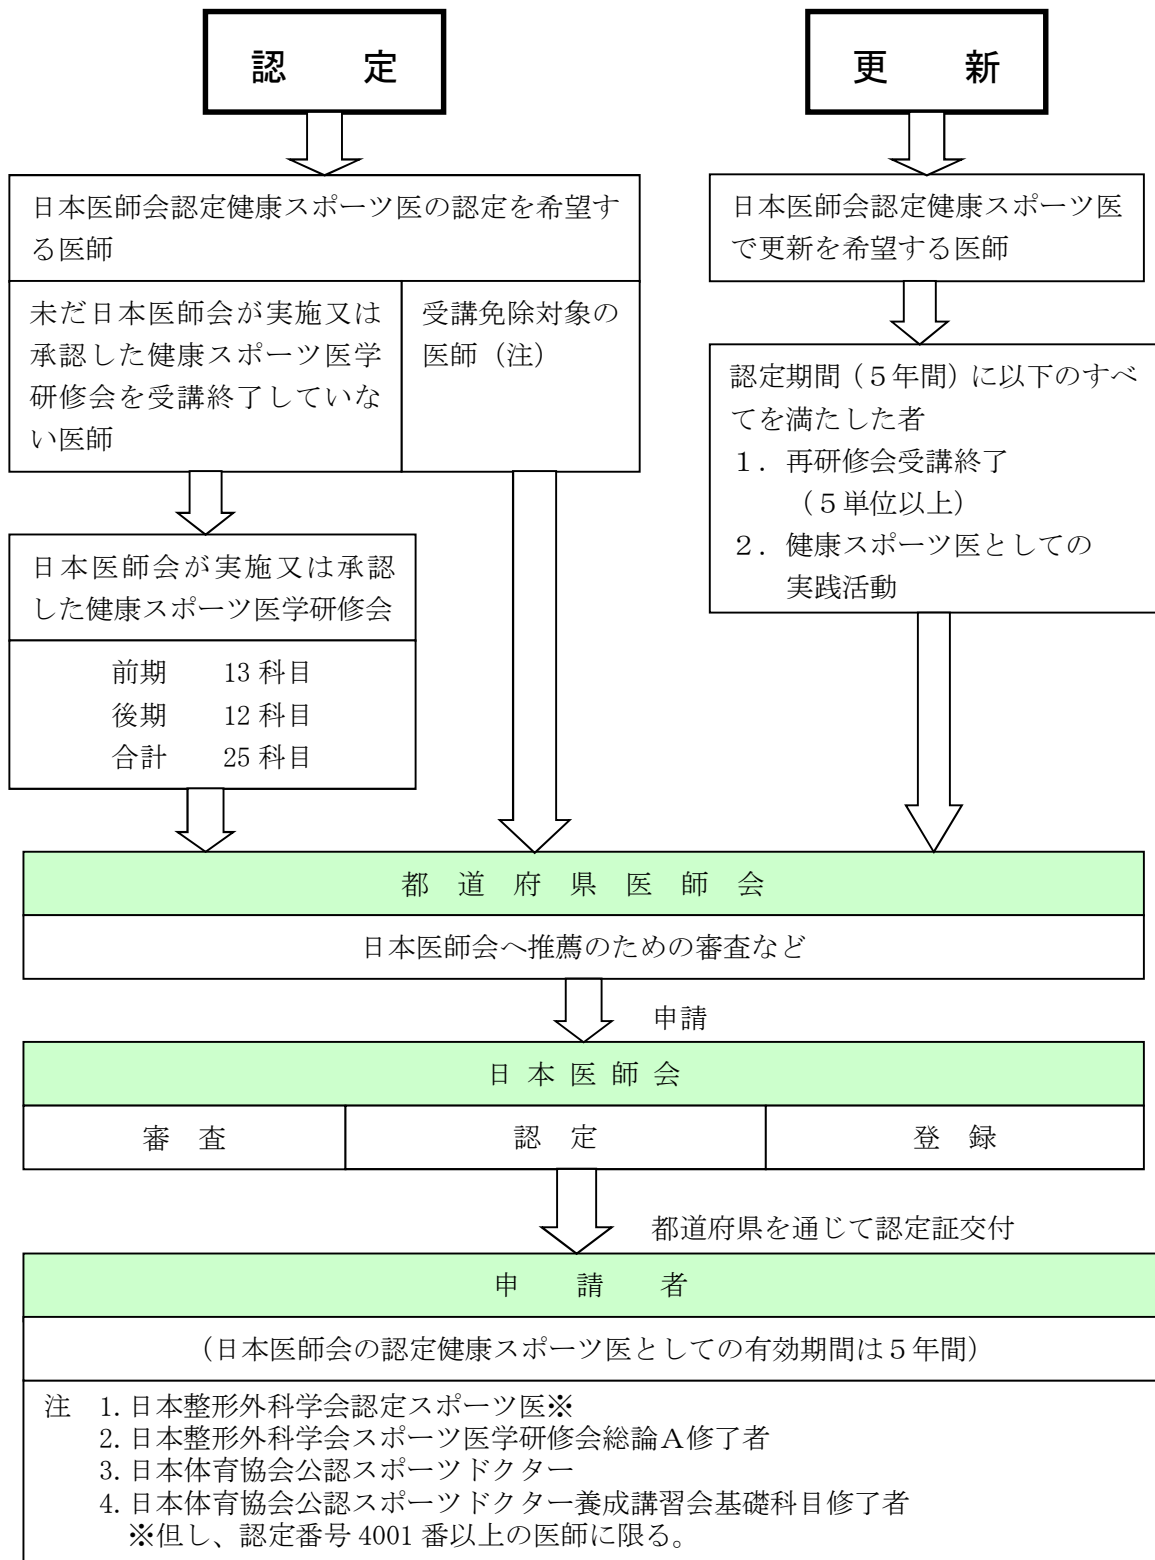 認　定
更　新
日本医師会認定健康スポーツ医の認定を希望す
る医師
未だ日本医師会が実施又は
承認した健康スポーツ医学
研修会を受講終了していな
い医師
受講免除対象の
医師（注）
日本医師会が実施又は承認
した健康スポーツ医学研修会
前期　13 科目
後期　12 科目
合計　25 科目
日本医師会認定健康スポーツ医
で更新を希望する医師
認定期間（５年間）に以下のすべ
てを満たした者
１．再研修会受講終了
（５単位以上）
２．健康スポーツ医としての
実践活動
都　道　府　県　医　師　会
日本医師会へ推薦のための審査など
申請
日 本 医 師 会
審　査
認　定
登　録
都道府県を通じて認定証交付
申　請　者
（日本医師会の認定健康スポーツ医としての有効期間は５年間）
注　1. 日本整形外科学会認定スポーツ医※
2. 日本整形外科学会スポーツ医学研修会総論Ａ修了者
3. 日本体育協会公認スポーツドクター
4. 日本体育協会公認スポーツドクター養成講習会基礎科目修了者
※但し、認定番号 4001 番以上の医師に限る。